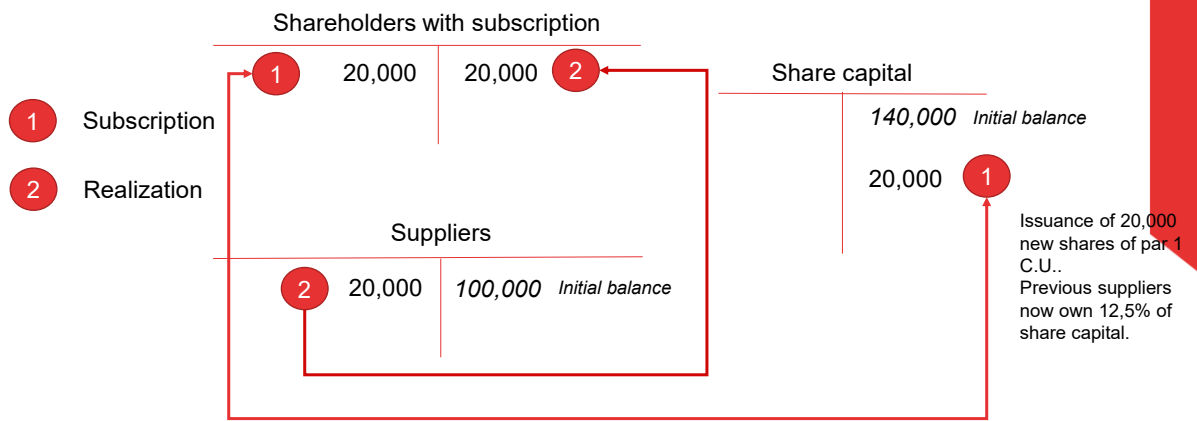 Shareholders with subscription
1 20,000 20,000 2
Share capital
140,000 Initial balance
1 Subscription
20,000 1
2 Realization
Issuance of 20,000
new shares of par 1
C.U..
Previous suppliers
now own 12,5% of
share capital.
Suppliers
2 20,000 100,000 Initial balance